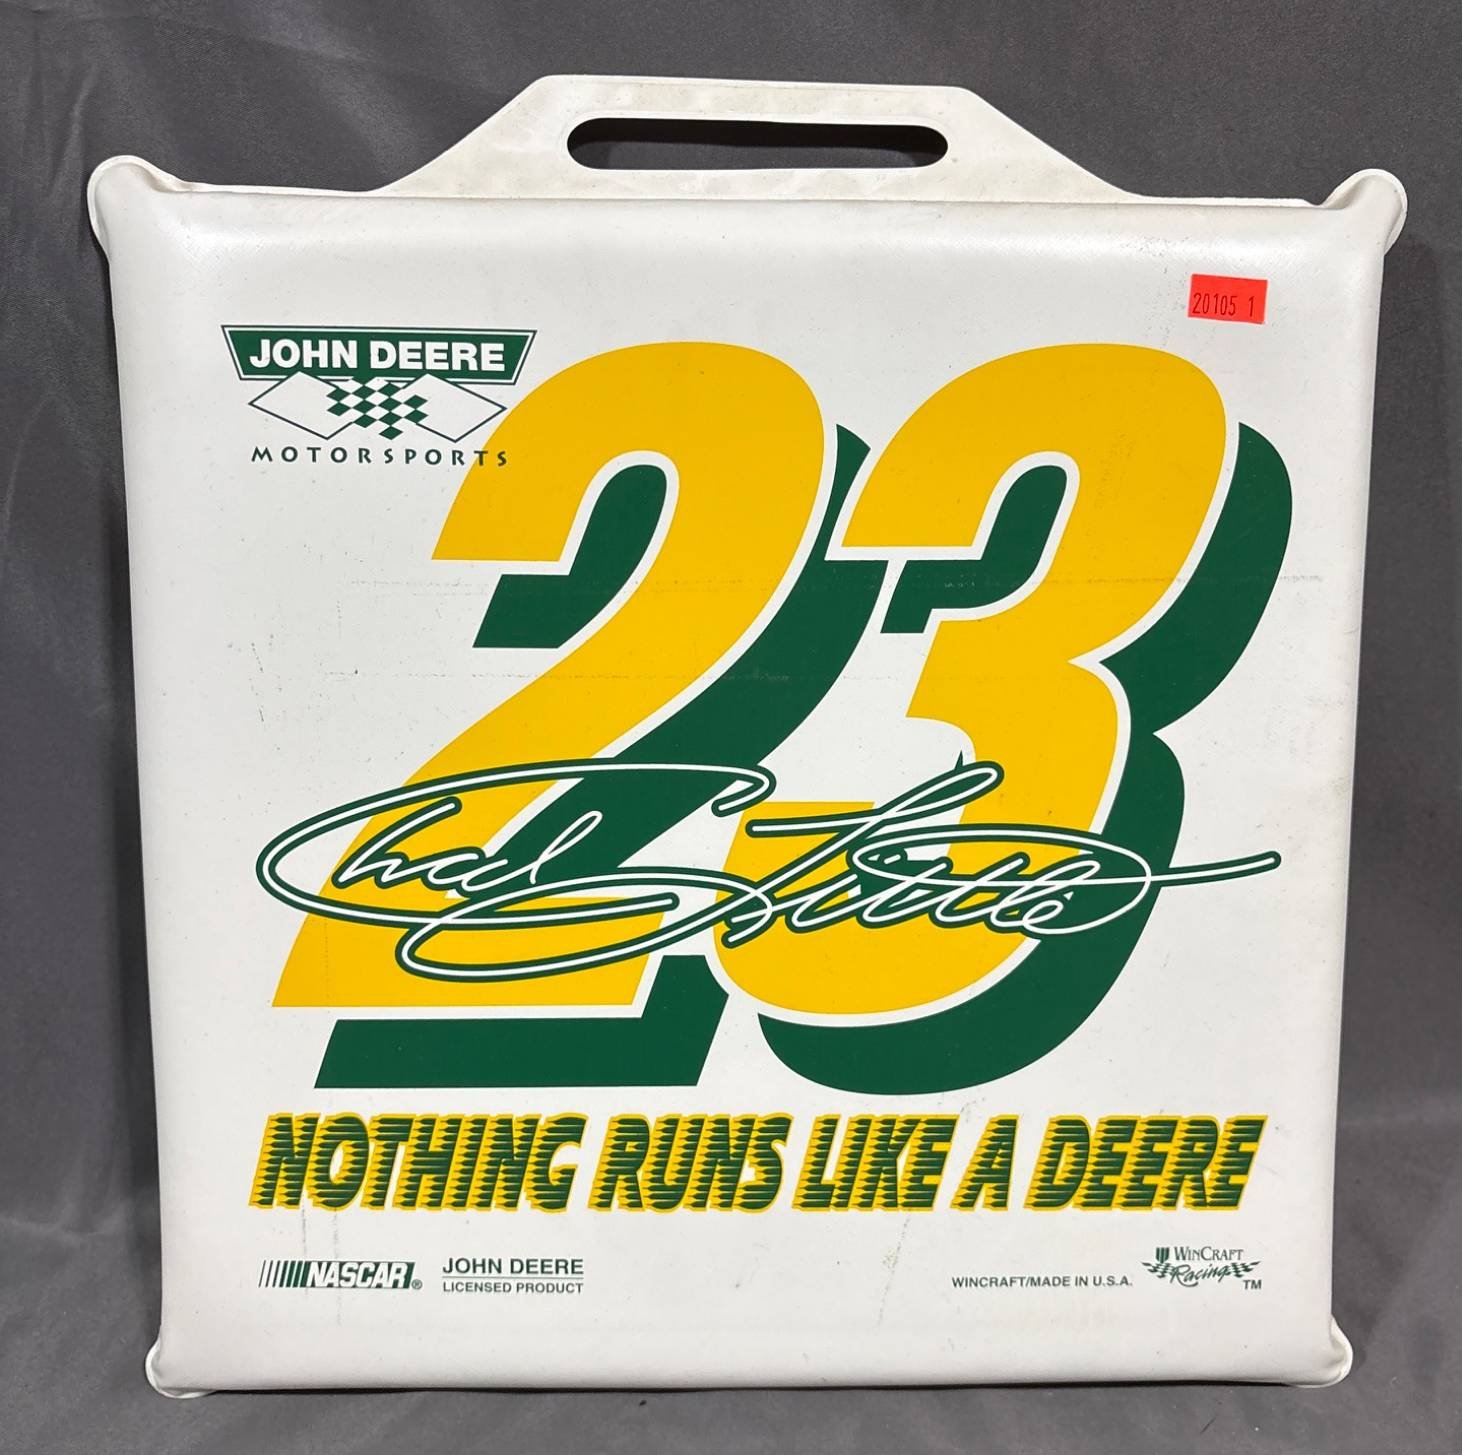 20105 1
JOHN DEERE
MOTORSPORTS
23
Chad Little
NOTHING RUNS LIKE A DEERE
NASCAR®
JOHN DEERE
LICENSED PRODUCT
WINCRAFT/MADE IN U.S.A.
WINCRAFT
Racing TM